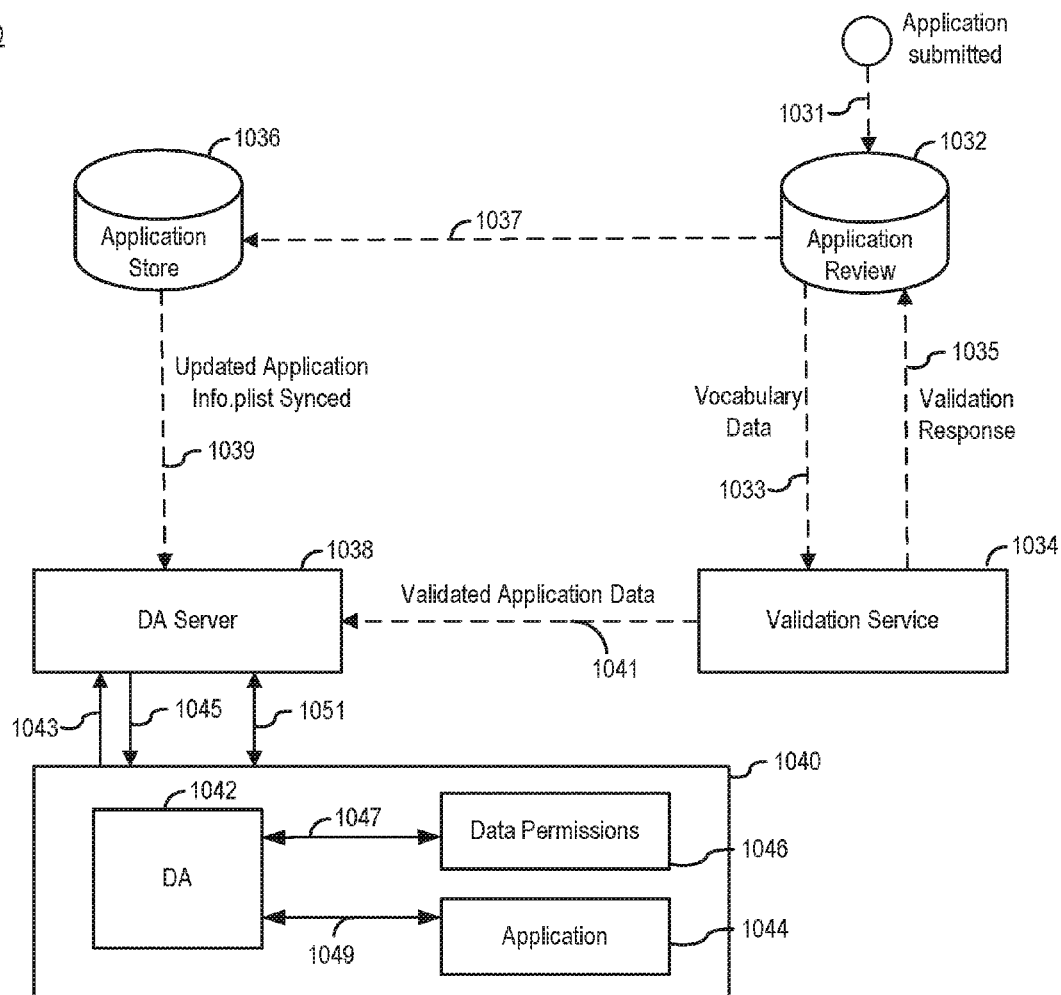 Application
submitted
1031
1036
1032
1037
Application
Store
Application
Review
Updated Application
Info.plist Synced
1039
Vocabulary
Data
1033
1035
Validation
Response
1038
1034
DA Server
Validated Application Data
1041
Validation Service
1043
1045
1051
1040
1042
DA
1047
Data Permissions
1046
1049
Application
1044